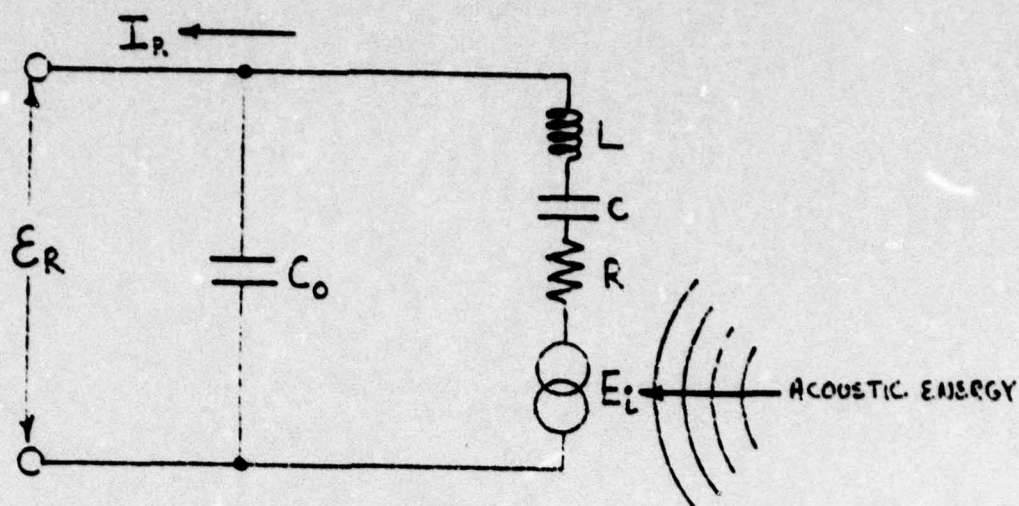 I_R
L
C
ℰ_R
C_o
R
E_i
ACOUSTIC ENERGY